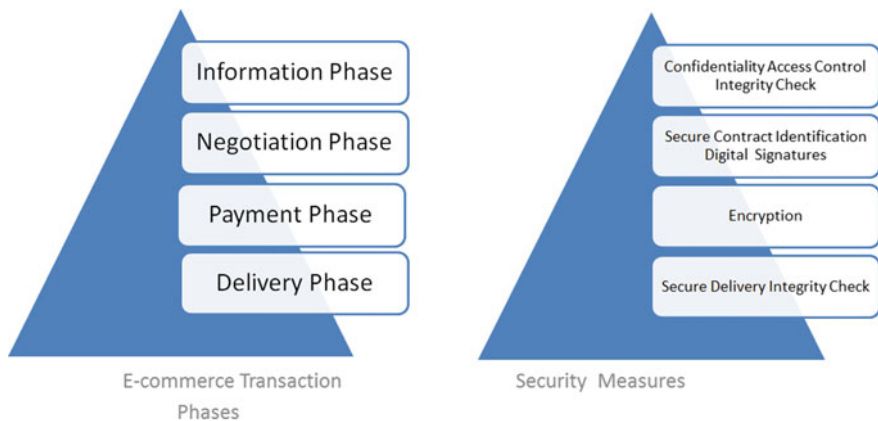 Information Phase
Negotiation Phase
Payment Phase
Delivery Phase
E-commerce Transaction
Phases
Confidentiality Access Control
Integrity Check
Secure Contract Identification
Digital Signatures
Encryption
Secure Delivery Integrity Check
Security Measures